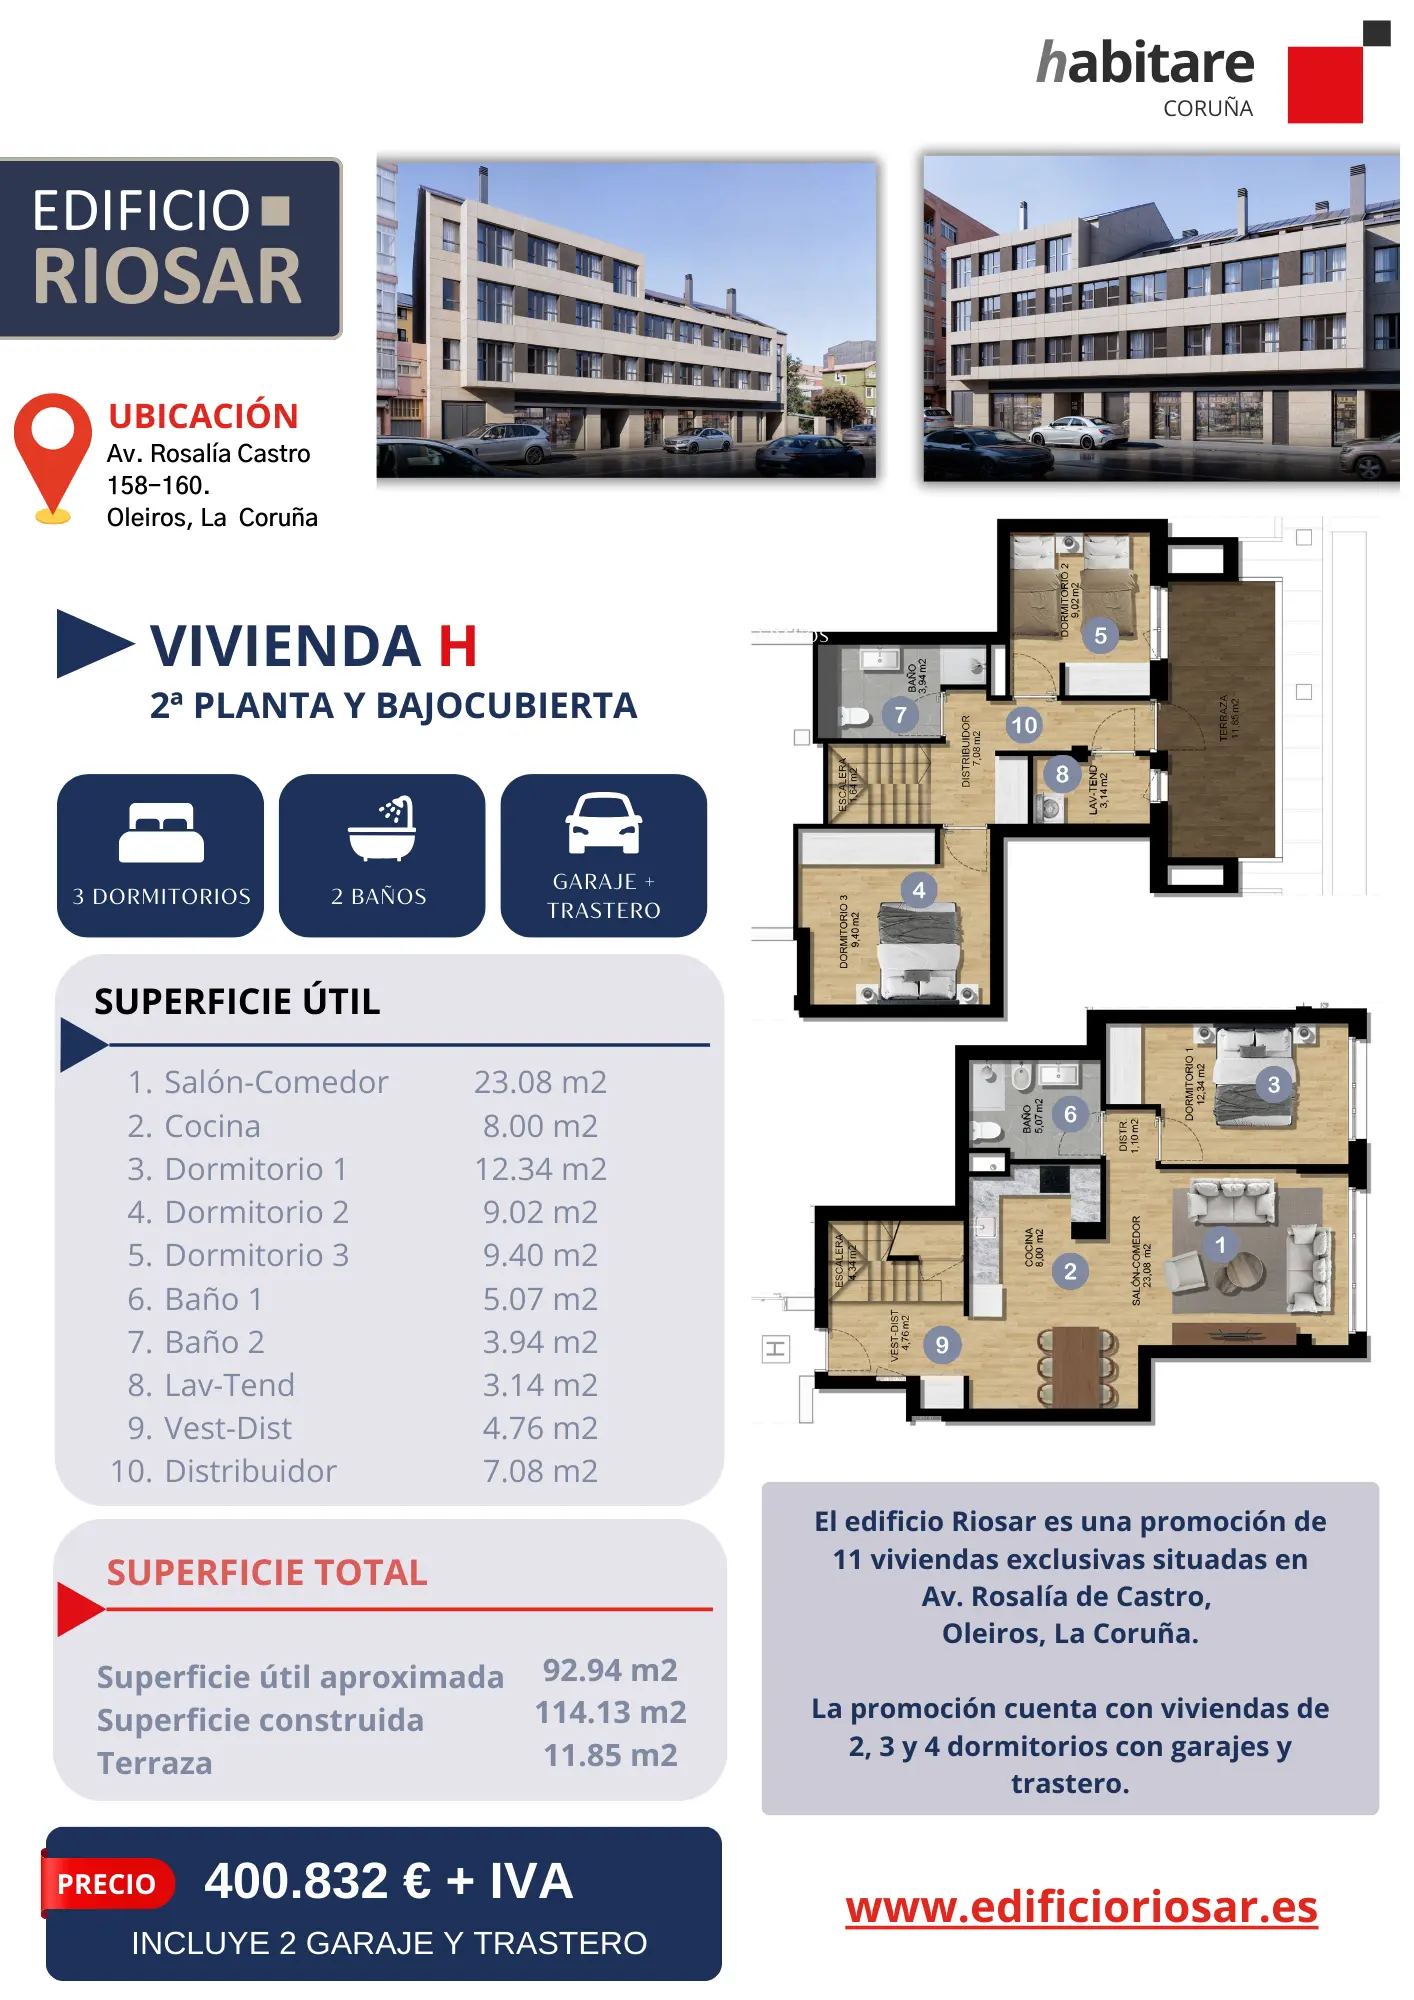 habitare
CORUÑA
EDIFICIO
RIOSAR
UBICACIÓN
Av. Rosalía Castro
158-160.
Oleiros, La Coruña
VIVIENDA H
2ª PLANTA Y BAJOCUBIERTA
3 DORMITORIOS
2 BAÑOS
GARAJE +
TRASTERO
SUPERFICIE ÚTIL
1. Salón-Comedor 23.08 m2
2. Cocina 8.00 m2
3. Dormitorio 1 12.34 m2
4. Dormitorio 2 9.02 m2
5. Dormitorio 3 9.40 m2
6. Baño 1 5.07 m2
7. Baño 2 3.94 m2
8. Lav-Tend 3.14 m2
9. Vest-Dist 4.76 m2
10. Distribuidor 7.08 m2
SUPERFICIE TOTAL
Superficie útil aproximada 92.94 m2
Superficie construida 114.13 m2
Terraza 11.85 m2
PRECIO
400.832 € + IVA
INCLUYE 2 GARAJE Y TRASTERO
DORMITORIO 2
9,02 m2
5
BAÑO
3,94 m2
7
10
DISTRIBUIDOR
7,08 m2
TERRAZA
11,85 m2
ESCALERA
1,64 m2
8
LAV-TEND
3,14 m2
4
DORMITORIO 3
9,40 m2
DORMITORIO 1
12,34 m2
3
BAÑO
5,07 m2
6
DISTR.
1,10 m2
COCINA
8,00 m2
2
SALÓN-COMEDOR
23,08 m2
1
ESCALERA
4,34 m2
VEST-DIST
4,76 m2
9
H
El edificio Riosar es una promoción de
11 viviendas exclusivas situadas en
Av. Rosalía de Castro,
Oleiros, La Coruña.
La promoción cuenta con viviendas de
2, 3 y 4 dormitorios con garajes y
trastero.
www.edificioriosar.es